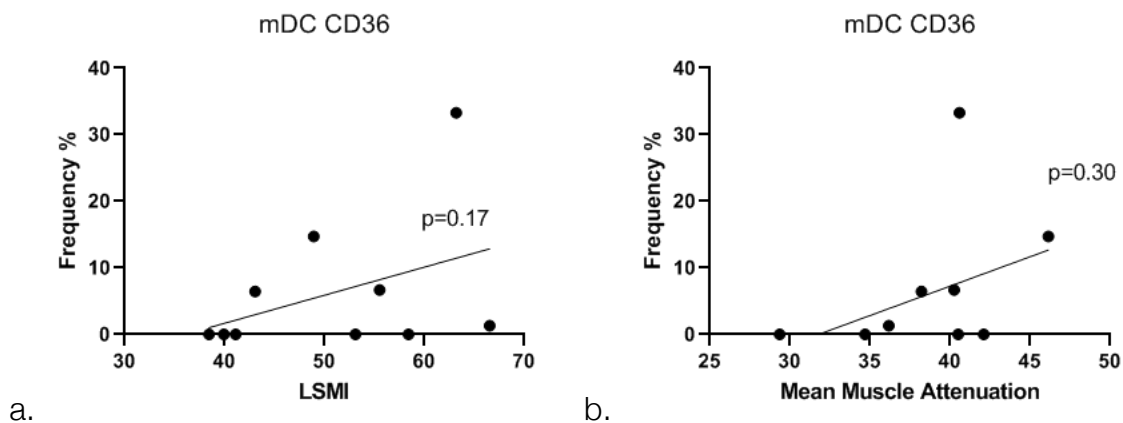 mDC CD36
40
30
20
10
0
Frequency %
p=0.17
30 40 50 60 70
LSMI
a.
mDC CD36
40
30
20
10
0
Frequency %
p=0.30
25 30 35 40 45 50
Mean Muscle Attenuation
b.